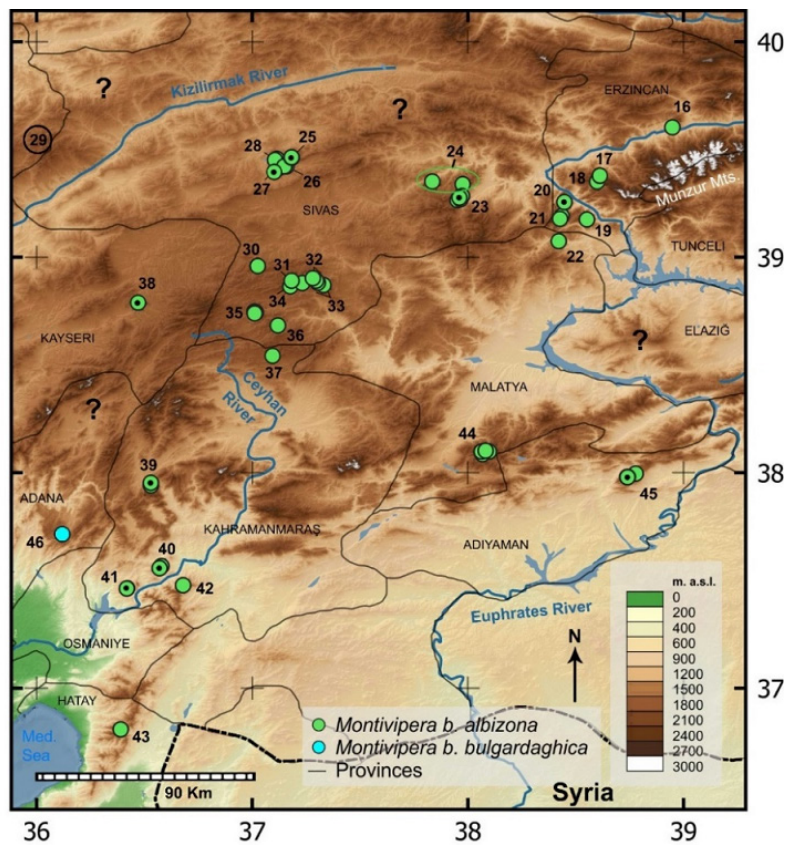 40
?
Kizilirmak River
?
ERZİNCAN
16
29
28
25
24
17
27
26
18
Munzur Mts.
SIVAS
23
20
21
19
TUNCELI
22
39
30
31
32
38
34
33
35
36
KAYSERI
?
ELAZIĞ
37
Ceyhan
River
MALATYA
?
44
38
39
45
ADANA
46
KAHRAMANMARAŞ
ADIYAMAN
40
41
42
m. a.s.l.
0
200
400
600
900
1200
1500
1800
2100
2400
2700
3000
Euphrates River
N
OSMANIYE
37
HATAY
Med.
Sea
43
Montivipera b. albizona
Montivipera b. bulgardaghica
Provinces
90 Km
Syria
36
37
38
39